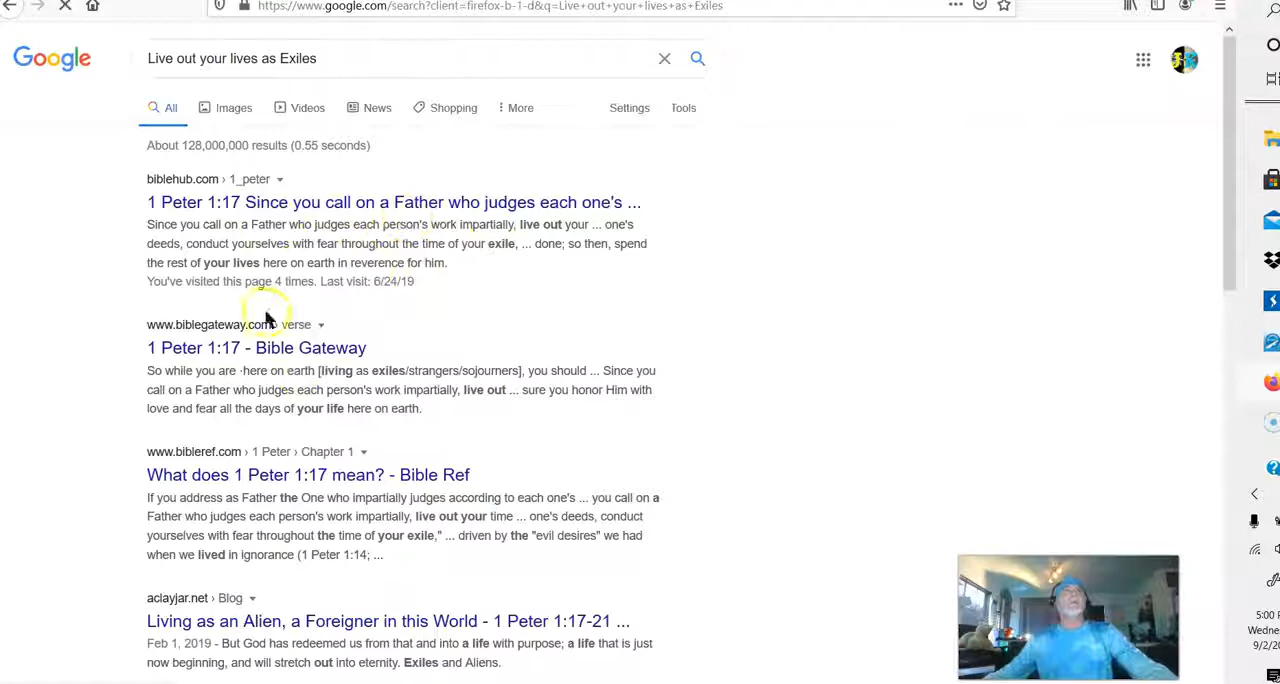 https://www.google.com/search?client=firefox-b-1-d&q=Live+out+your+lives+as+Exiles
Google
Live out your lives as Exiles
All Images Videos News Shopping More Settings Tools
About 128,000,000 results (0.55 seconds)
biblehub.com › 1_peter
1 Peter 1:17 Since you call on a Father who judges each one's ...
Since you call on a Father who judges each person's work impartially, live out your ... one's
deeds, conduct yourselves with fear throughout the time of your exile, ... done; so then, spend
the rest of your lives here on earth in reverence for him.
You've visited this page 4 times. Last visit: 6/24/19
www.biblegateway.com › verse
1 Peter 1:17 - Bible Gateway
So while you are ·here on earth [living as exiles/strangers/sojourners], you should ... Since you
call on a Father who judges each person's work impartially, live out ... sure you honor Him with
love and fear all the days of your life here on earth.
www.bibleref.com › 1 Peter › Chapter 1
What does 1 Peter 1:17 mean? - Bible Ref
If you address as Father the One who impartially judges according to each one's ... you call on a
Father who judges each person's work impartially, live out your time ... one's deeds, conduct
yourselves with fear throughout the time of your exile," ... driven by the "evil desires" we had
when we lived in ignorance (1 Peter 1:14; ...
aclayjar.net › Blog
Living as an Alien, a Foreigner in this World - 1 Peter 1:17-21 ...
Feb 1, 2019 - But God has redeemed us from that and into a life with purpose; a life that is just
now beginning, and will stretch out into eternity. Exiles and Aliens.
5:00
Wedne
9/2/20